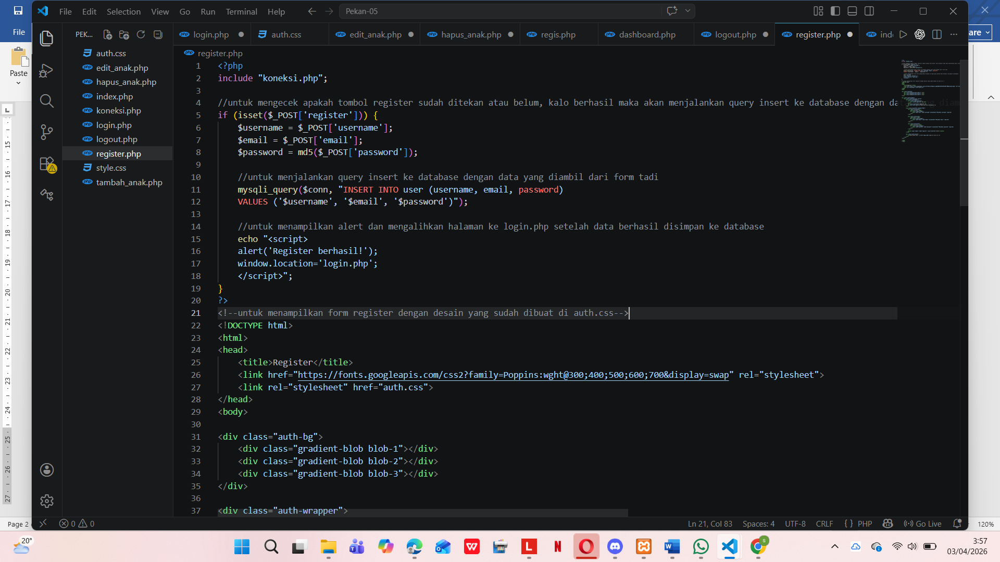 File Edit Selection View Go Run Terminal Help
Pekan-05
File
are
PEK...
login.php
auth.css
edit_anak.php
hapus_anak.php
regis.php
dashboard.php
logout.php
register.php
ind
Paste
auth.css
edit_anak.php
hapus_anak.php
index.php
koneksi.php
login.php
logout.php
register.php
style.css
tambah_anak.php
register.php
1 <?php
2 include "koneksi.php";
3
4 //untuk mengecek apakah tombol register sudah ditekan atau belum, kalo berhasil maka akan menjalankan query insert ke database dengan
5 if (isset($_POST['register'])) {
6 $username = $_POST['username'];
7 $email = $_POST['email'];
8 $password = md5($_POST['password']);
9
10 //untuk menjalankan query insert ke database dengan data yang diambil dari form tadi
11 mysqli_query($conn, "INSERT INTO user (username, email, password)
12 VALUES ('$username', '$email', '$password')");
13
14 //untuk menampilkan alert dan mengalihkan halaman ke login.php setelah data berhasil disimpan ke database
15 echo "<script>
16 alert('Register berhasil!');
17 window.location='login.php';
18 </script>";
19 }
20 ?>
21 <!--untuk menampilkan form register dengan desain yang sudah dibuat di auth.css-->
22 <!DOCTYPE html>
23 <html>
24 <head>
25 <title>Register</title>
26 <link href="https://fonts.googleapis.com/css2?family=Poppins:wght@300;400;500;600;700&display=swap" rel="stylesheet">
27 <link rel="stylesheet" href="auth.css">
28 </head>
29 <body>
30
31 <div class="auth-bg">
32 <div class="gradient-blob blob-1"></div>
33 <div class="gradient-blob blob-2"></div>
34 <div class="gradient-blob blob-3"></div>
35 </div>
36
37 <div class="auth-wrapper">
L
15
16
17
18
19
20
21
22
23
24
25
26
27
Page 2
0 0
Ln 21, Col 83 Spaces: 4 UTF-8 CRLF { } PHP Go Live
120%
20°
3:57
03/04/2026